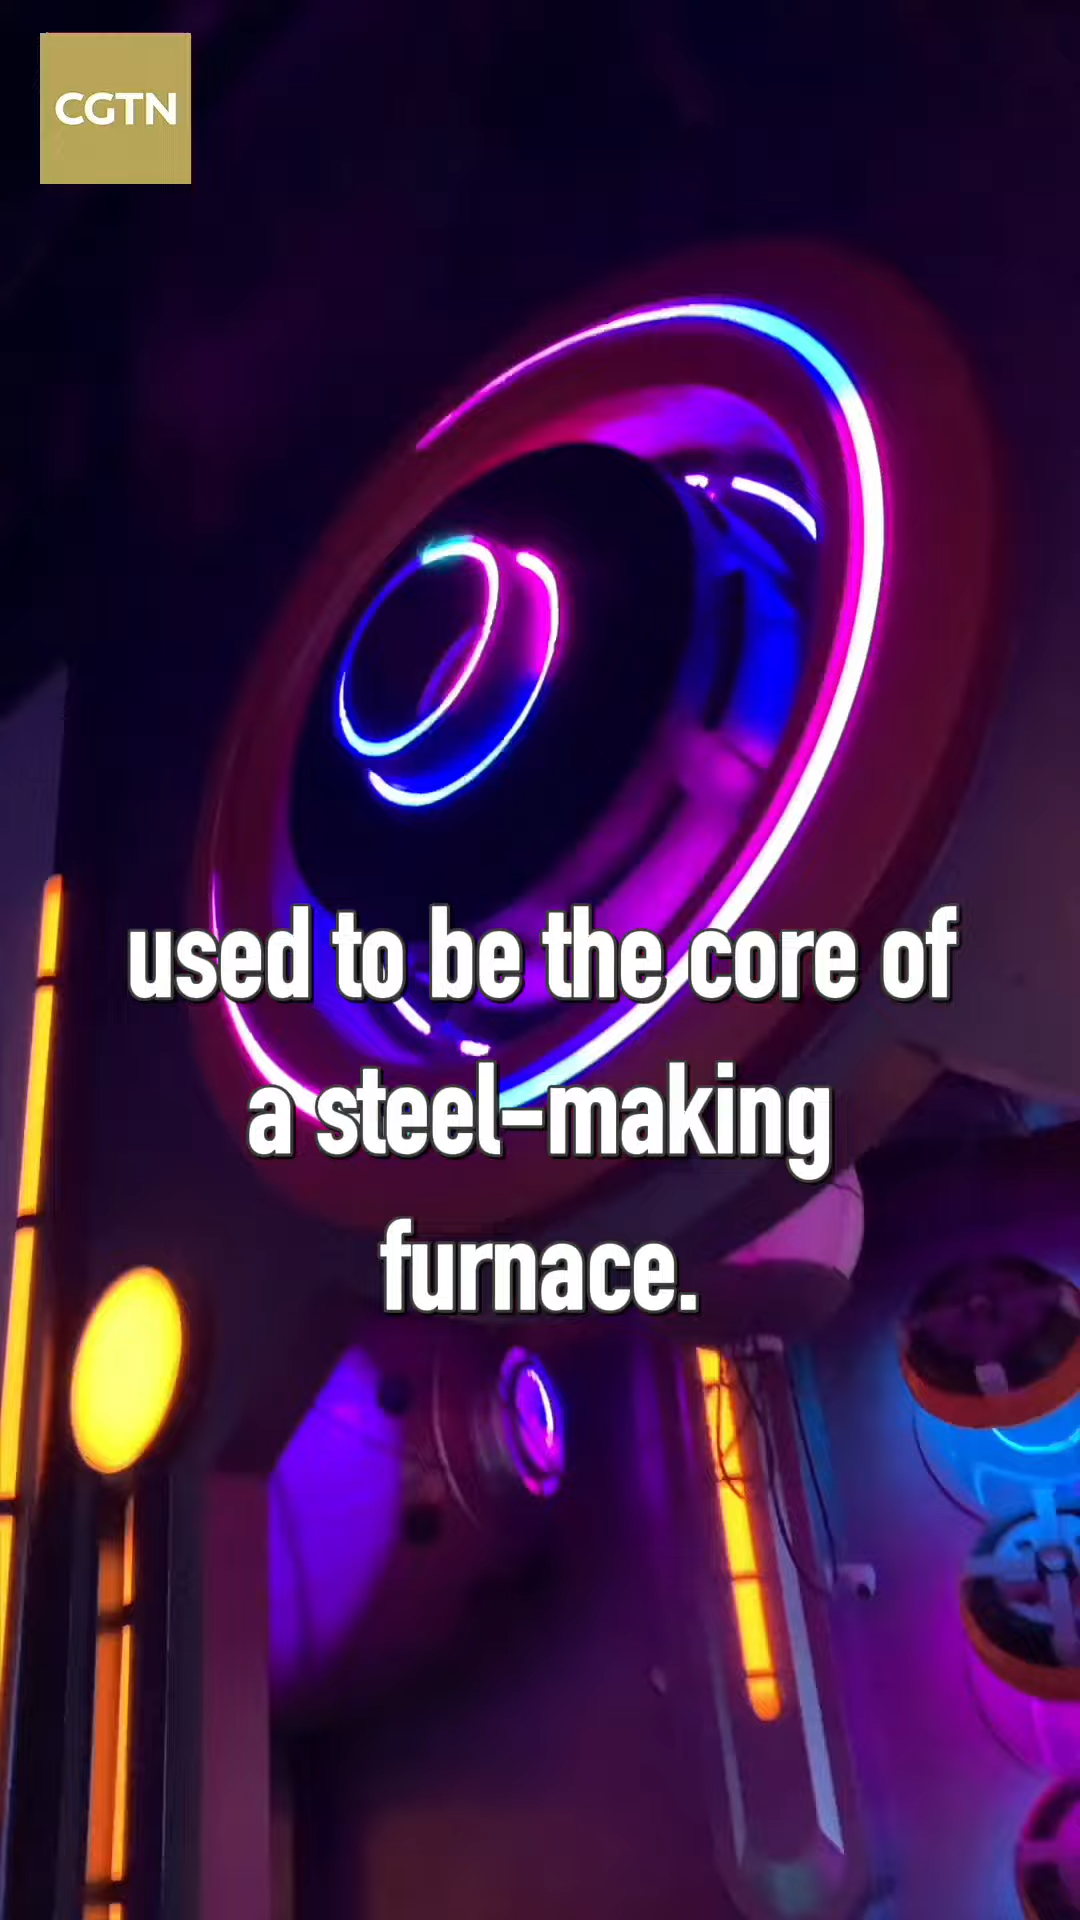 CGTN
used to be the core of
a steel-making
furnace.